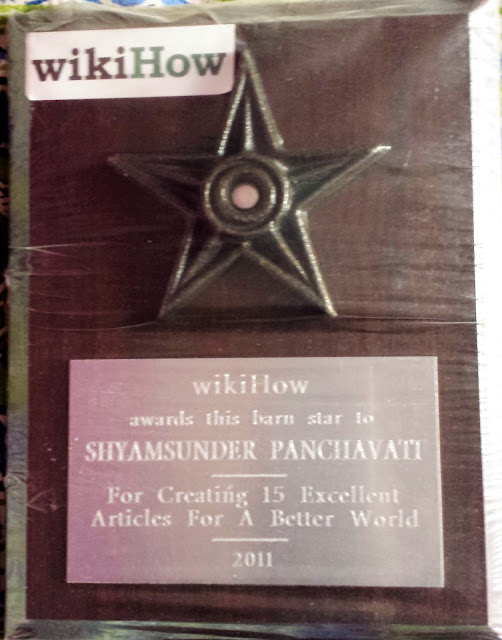 wikiHow
wikiHow
awards this barn star to
SHYAMSUNDER PANCHAVATI
For Creating 15 Excellent
Articles For A Better World
2011